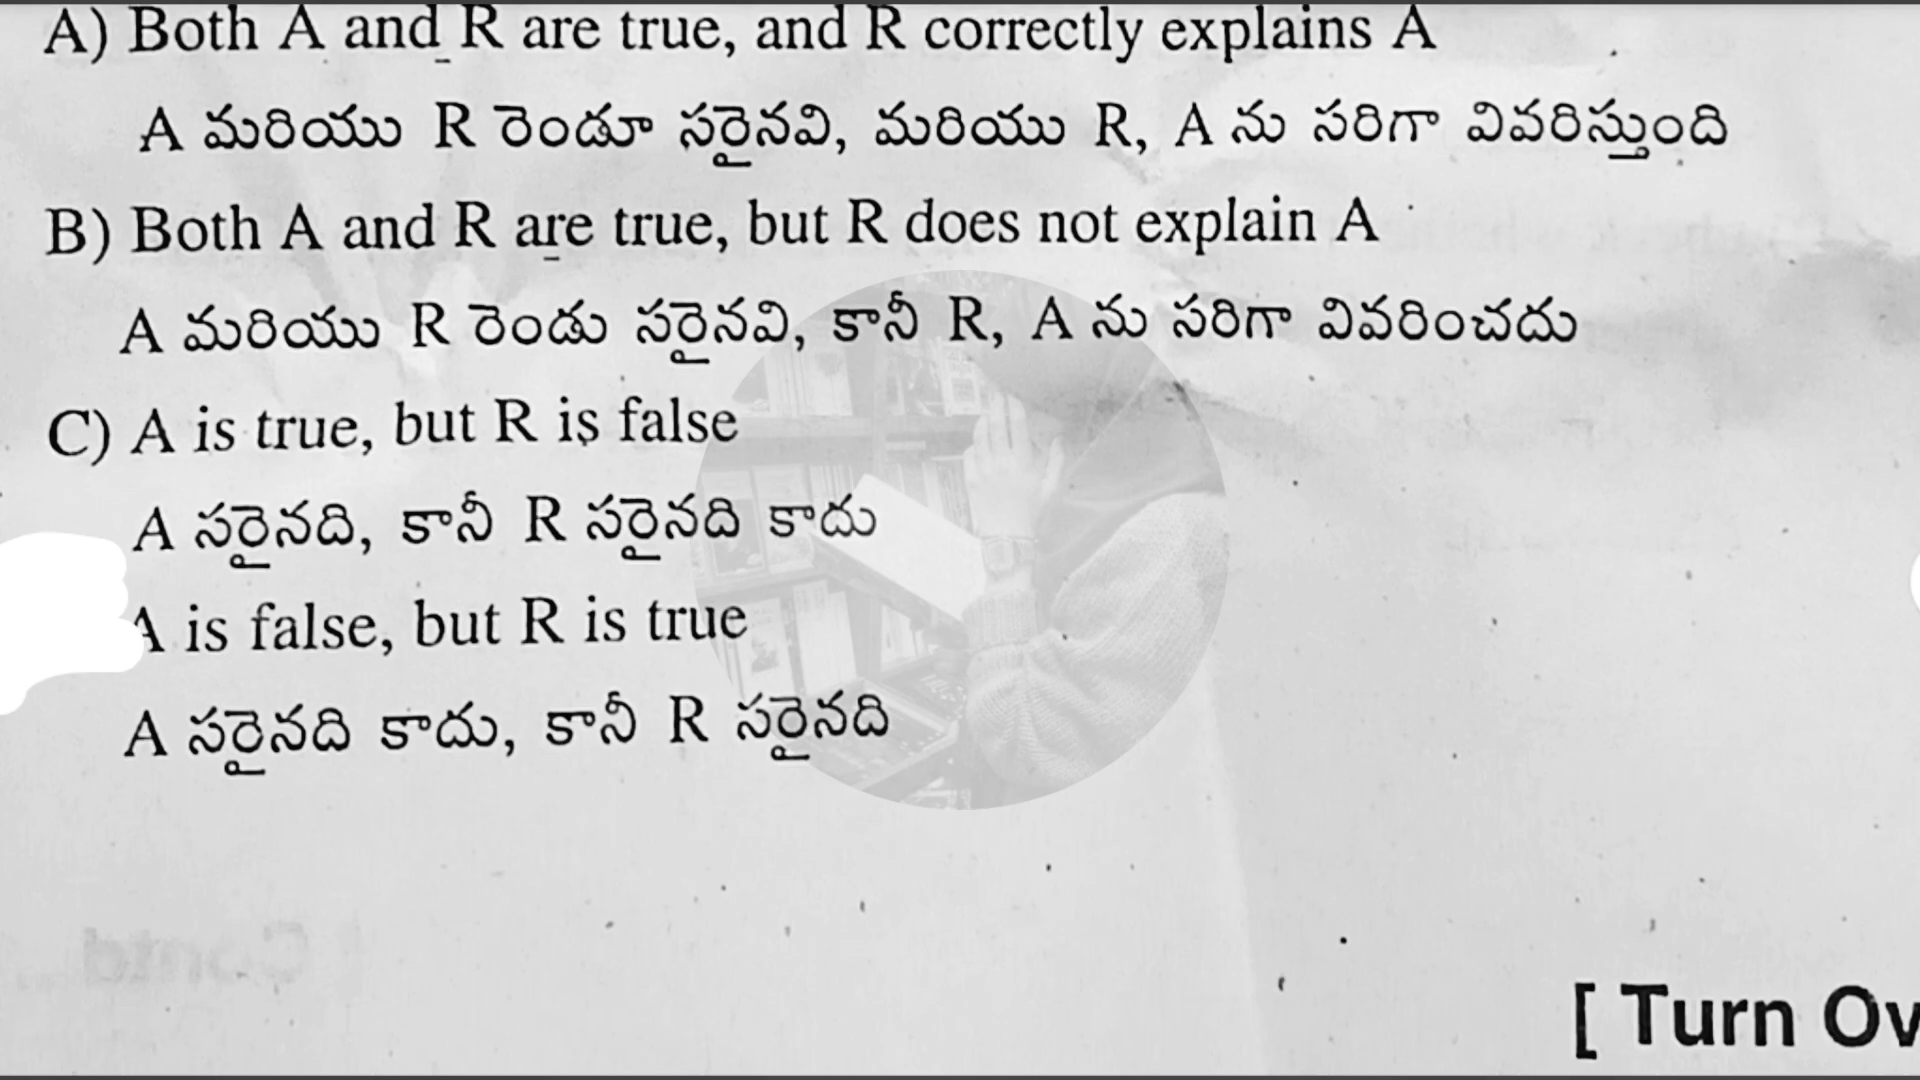 A) Both A and R are true, and R correctly explains A
A మరియు R రెండూ సరైనవి, మరియు R, A ను సరిగా వివరిస్తుంది
B) Both A and R are true, but R does not explain A
A మరియు R రెండు సరైనవి, కానీ R, A ను సరిగా వివరించదు
C) A is true, but R is false
A సరైనది, కానీ R సరైనది కాదు
A is false, but R is true
A సరైనది కాదు, కానీ R సరైనది
[ Turn Ov